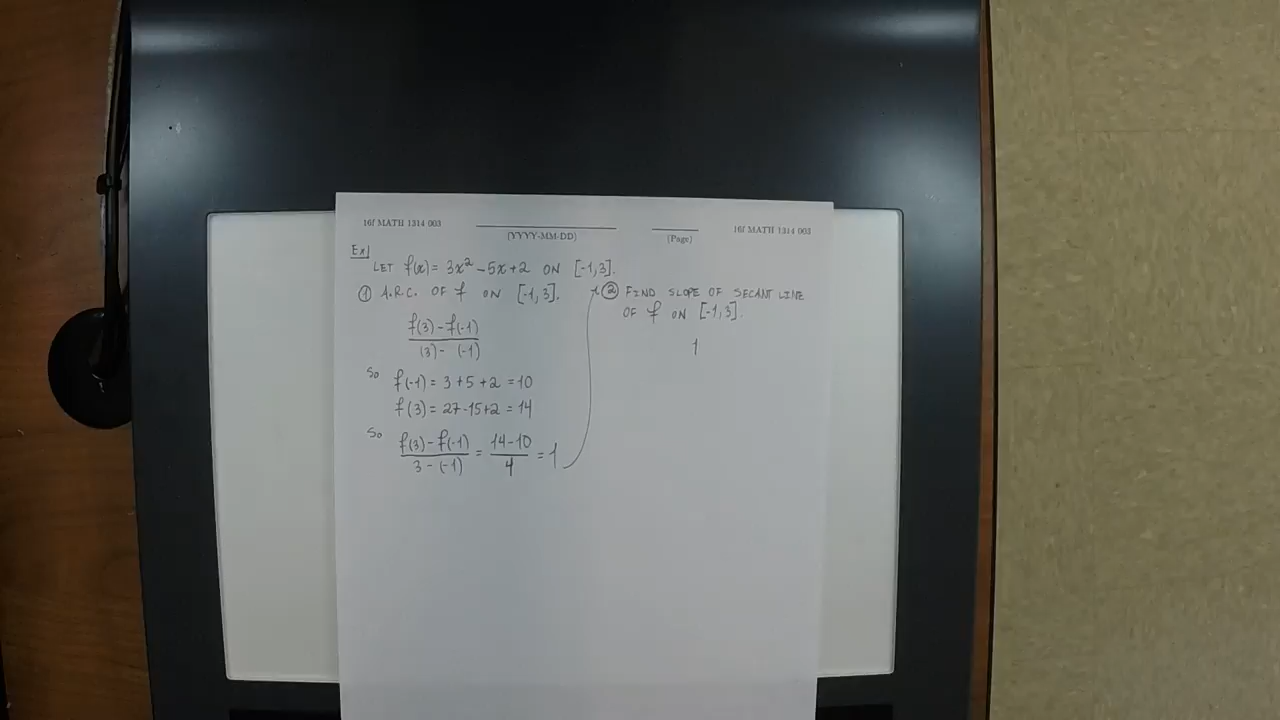 16f MATH 1314 003
(YYYY-MM-DD)
(Page)
16f MATH 1314 003
Ex]
LET f(x) = 3x² - 5x + 2 ON [-1,3].
① A.R.C. OF f ON [-1,3].
f(3) - f(-1)
(3) - (-1)
So
f(-1) = 3 + 5 + 2 = 10
f(3) = 27 - 15 + 2 = 14
So
f(3) - f(-1) / 3 - (-1) = 14 - 10 / 4 = 1
② FIND SLOPE OF SECANT LINE
OF f ON [-1,3].
1